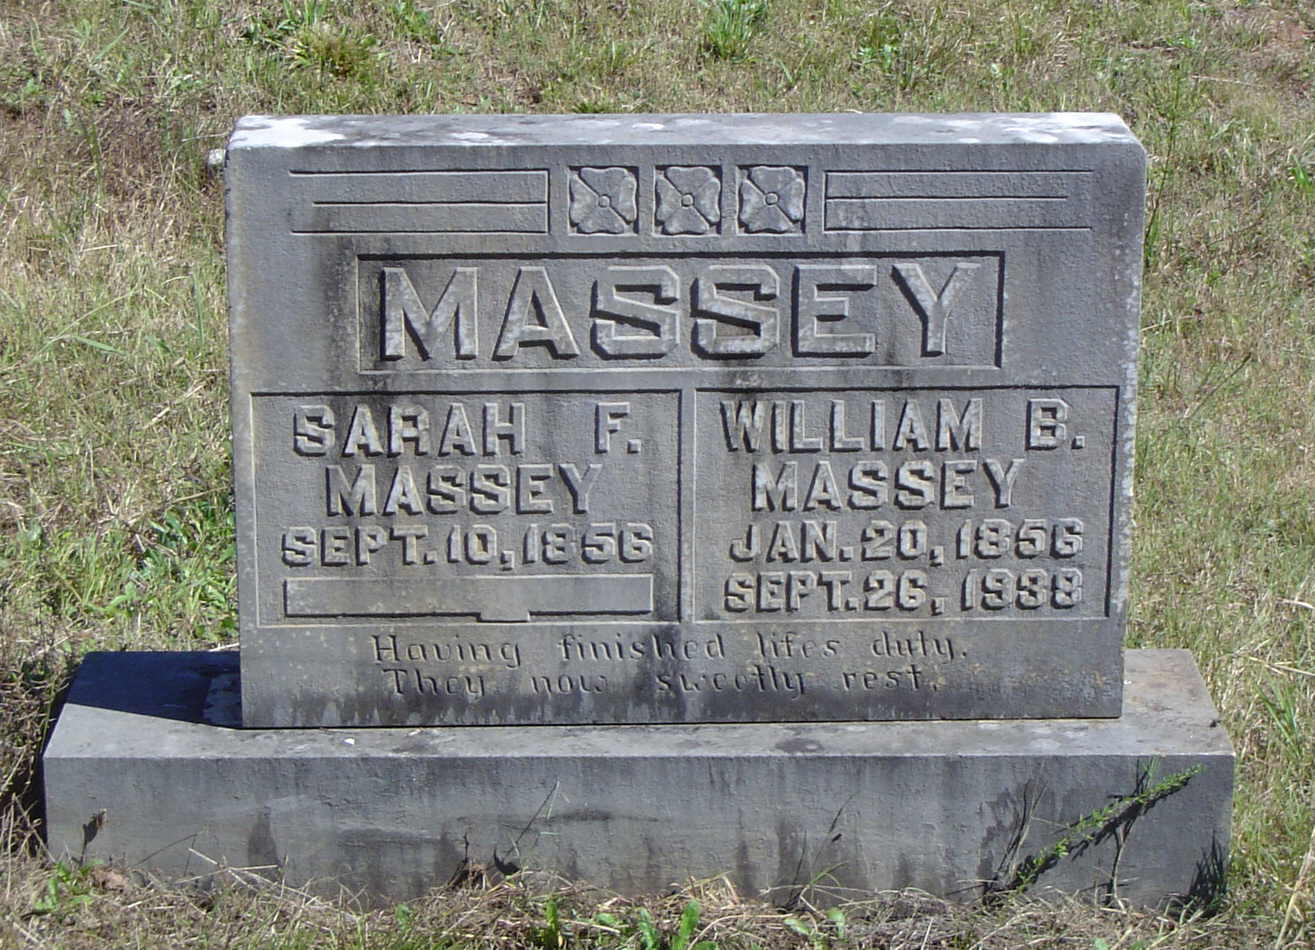 MASSEY
SARAH F.
MASSEY
SEPT. 10, 1856
WILLIAM B.
MASSEY
JAN. 20, 1856
SEPT. 26, 1938
Having finished lifes duty.
They now sweetly rest.